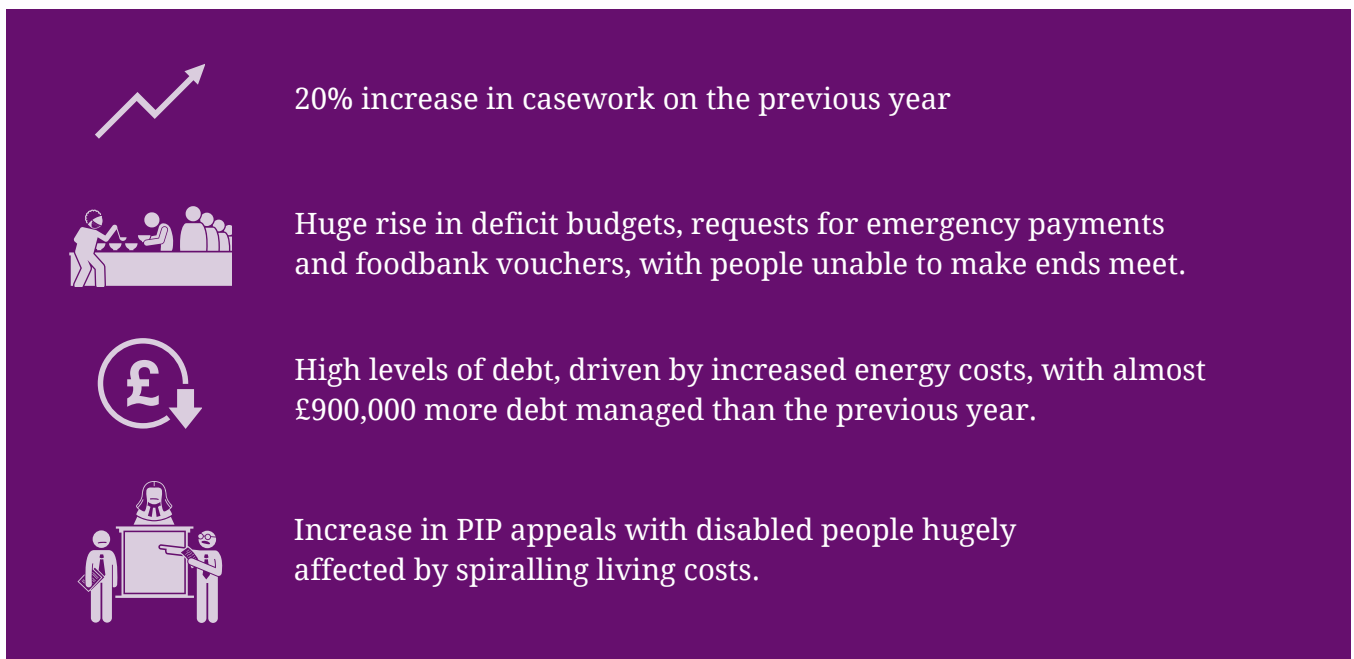 20% increase in casework on the previous year
Huge rise in deficit budgets, requests for emergency payments
and foodbank vouchers, with people unable to make ends meet.
£
High levels of debt, driven by increased energy costs, with almost
£900,000 more debt managed than the previous year.
Increase in PIP appeals with disabled people hugely
affected by spiralling living costs.